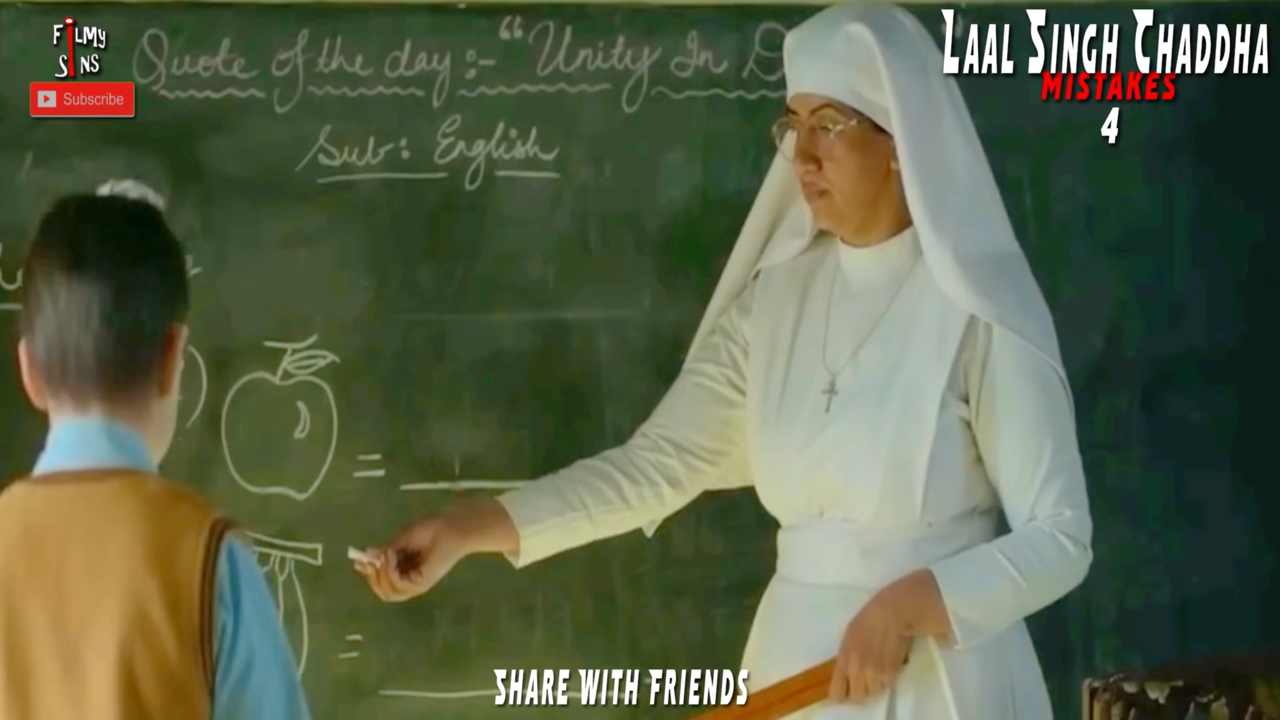 FILMY
SINS
Subscribe
LAAL SINGH CHADDHA
MISTAKES
4
Quote of the day :- "Unity In
Sub: English
=
=
SHARE WITH FRIENDS